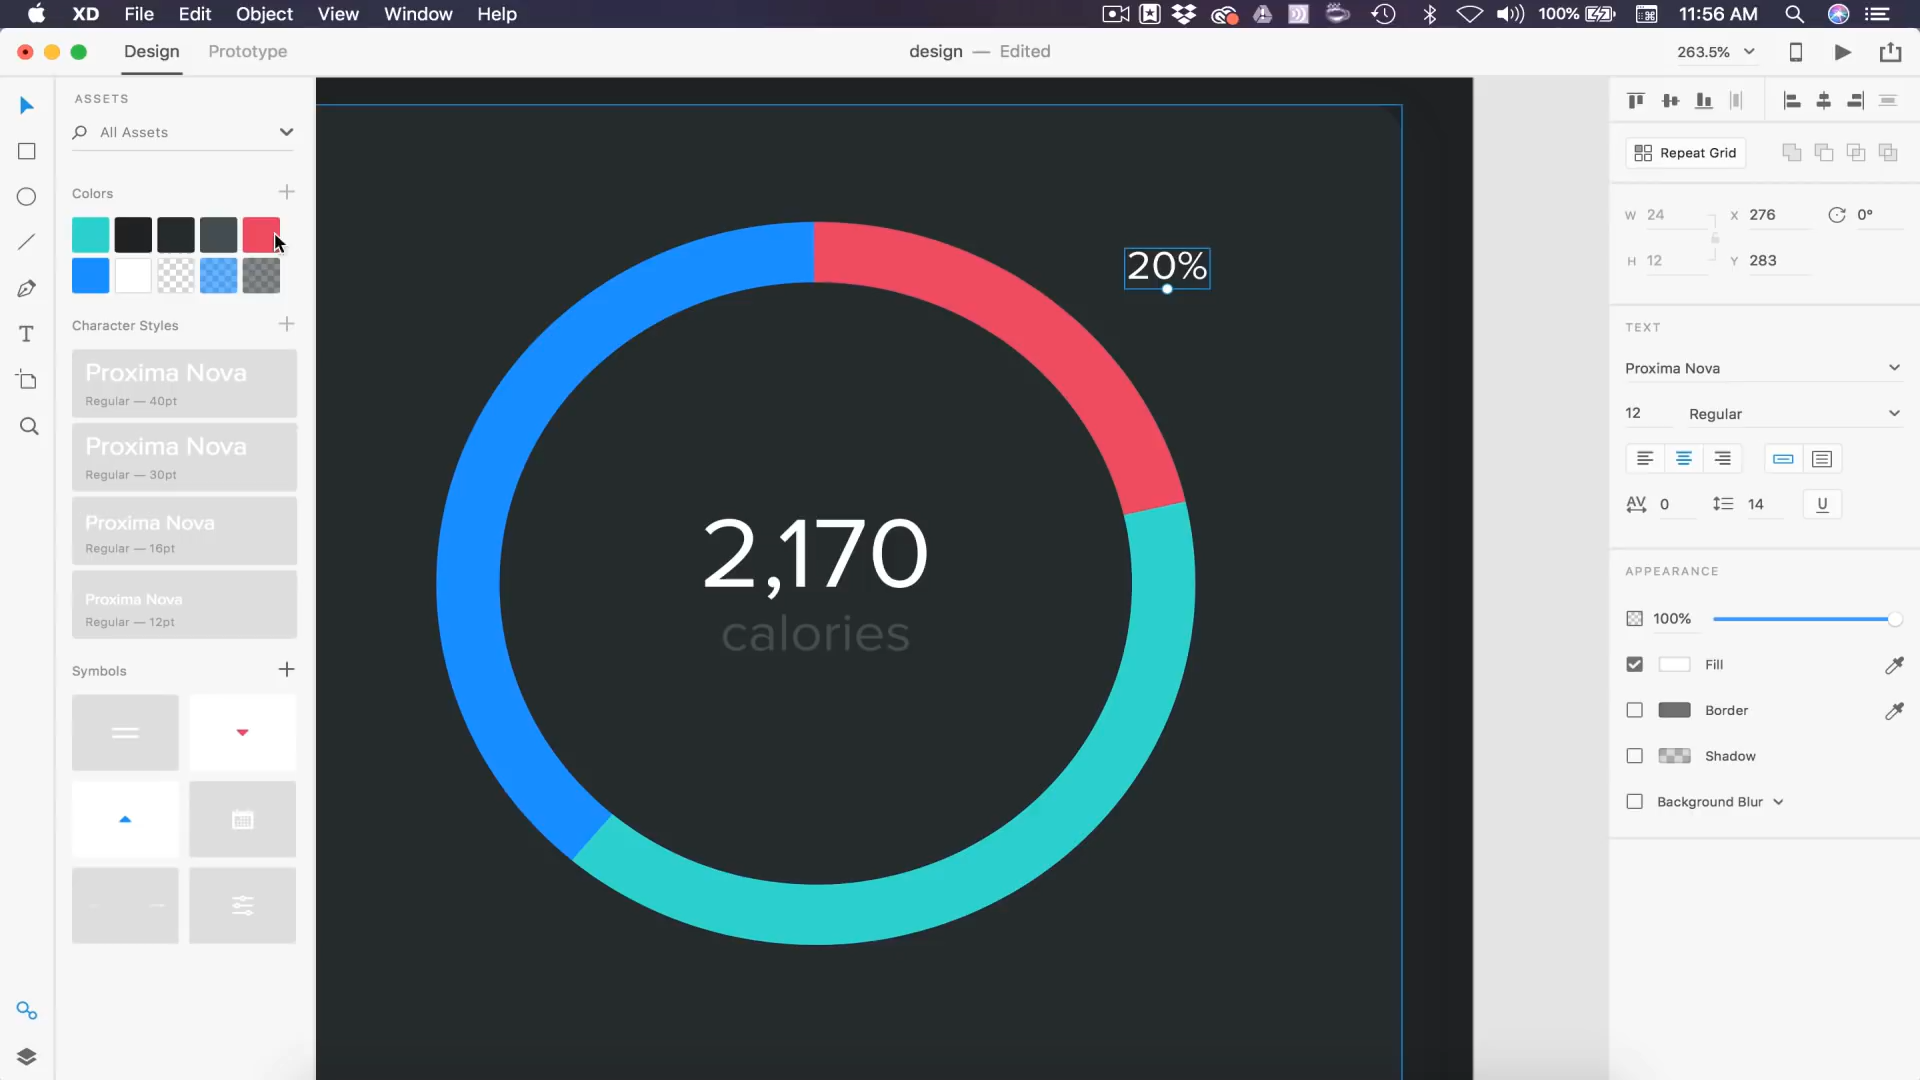 XD File Edit Object View Window Help 100% 11:56 AM
Design Prototype design — Edited 263.5%
ASSETS
All Assets
Colors
Character Styles
Proxima Nova
Regular — 40pt
Proxima Nova
Regular — 30pt
Proxima Nova
Regular — 16pt
Proxima Nova
Regular — 12pt
Symbols
20%
2,170
calories
Repeat Grid
W 24 X 276 0°
H 12 Y 283
TEXT
Proxima Nova
12 Regular
AV 0 14 U
APPEARANCE
100%
Fill
Border
Shadow
Background Blur